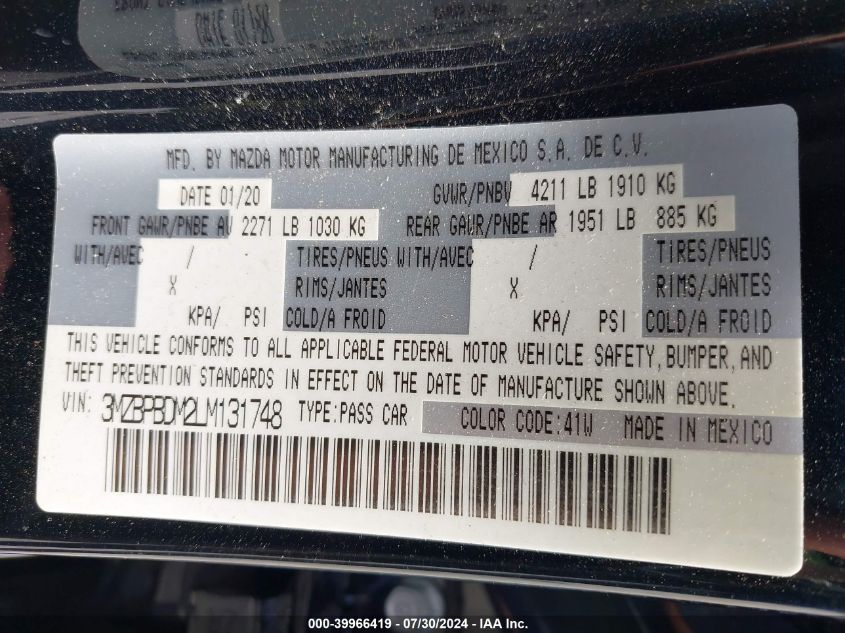 MFD. BY MAZDA MOTOR MANUFACTURING DE MEXICO S.A. DE C.V.
DATE 01/20 GVWR/PNBV 4211 LB 1910 KG
FRONT GAWR/PNBE AV 2271 LB 1030 KG REAR GAWR/PNBE AR 1951 LB 885 KG
WITH/AVEC / TIRES/PNEUS WITH/AVEC / TIRES/PNEUS
X RIMS/JANTES X RIMS/JANTES
KPA/ PSI COLD/A FROID KPA/ PSI COLD/A FROID
THIS VEHICLE CONFORMS TO ALL APPLICABLE FEDERAL MOTOR VEHICLE SAFETY, BUMPER, AND
THEFT PREVENTION STANDARDS IN EFFECT ON THE DATE OF MANUFACTURE SHOWN ABOVE.
VIN: 3MZBPBDM2LM131748 TYPE:PASS CAR COLOR CODE:41W MADE IN MEXICO
000-39966419 - 07/30/2024 - IAA Inc.